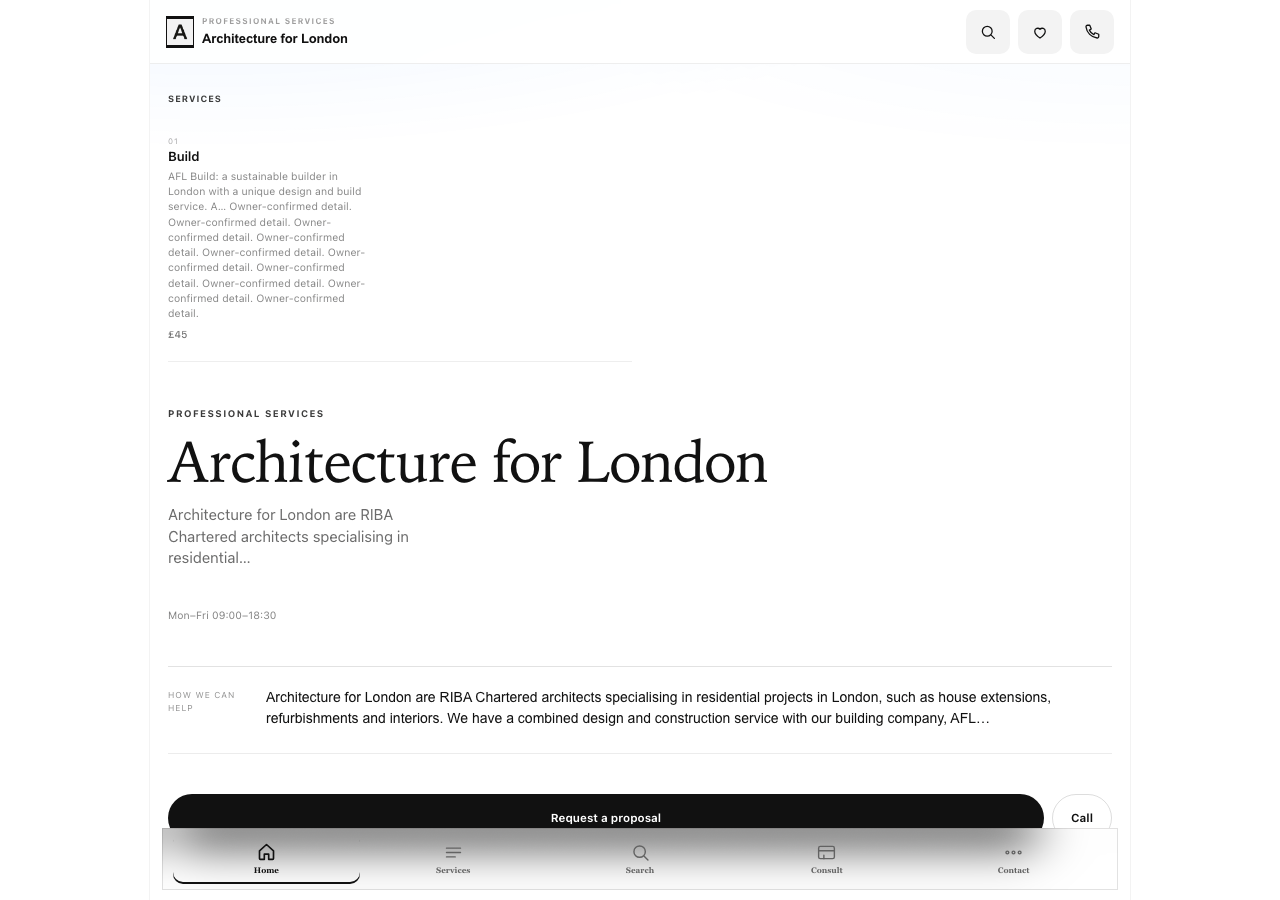 A
PROFESSIONAL SERVICES
Architecture for London
SERVICES
01
Build
AFL Build: a sustainable builder in
London with a unique design and build
service. A... Owner-confirmed detail.
Owner-confirmed detail. Owner-
confirmed detail. Owner-confirmed
detail. Owner-confirmed detail. Owner-
confirmed detail. Owner-confirmed
detail. Owner-confirmed detail. Owner-
confirmed detail. Owner-confirmed
detail.
£45
PROFESSIONAL SERVICES
Architecture for London
Architecture for London are RIBA
Chartered architects specialising in
residential...
Mon–Fri 09:00–18:30
HOW WE CAN
HELP
Architecture for London are RIBA Chartered architects specialising in residential projects in London, such as house extensions,
refurbishments and interiors. We have a combined design and construction service with our building company, AFL…
Request a proposal
Call
Home
Services
Search
Consult
Contact